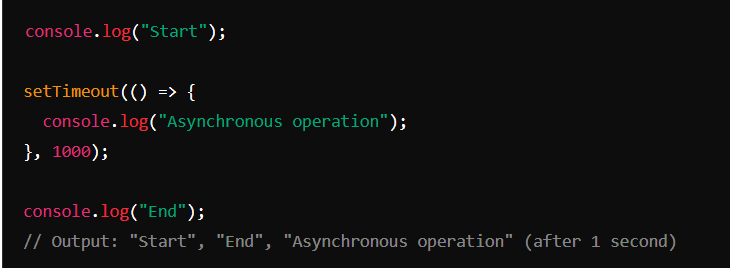 console.log("Start");
setTimeout(() => {
  console.log("Asynchronous operation");
}, 1000);
console.log("End");
// Output: "Start", "End", "Asynchronous operation" (after 1 second)